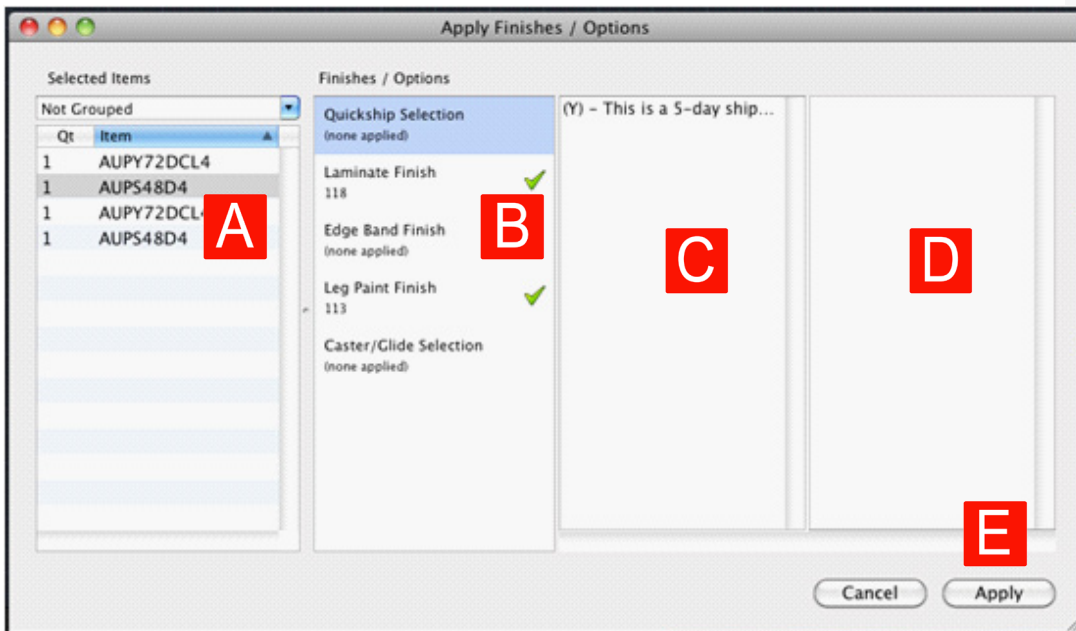 Apply Finishes / Options
Selected Items
Finishes / Options
Not Grouped
Qt Item
1 AUPY72DCL4
1 AUPS48D4
1 AUPY72DCL
1 AUPS48D4
A
Quickship Selection
(none applied)
Laminate Finish
118
Edge Band Finish
(none applied)
Leg Paint Finish
113
Caster/Glide Selection
(none applied)
B
(Y) - This is a 5-day ship...
C
D
E
Cancel
Apply